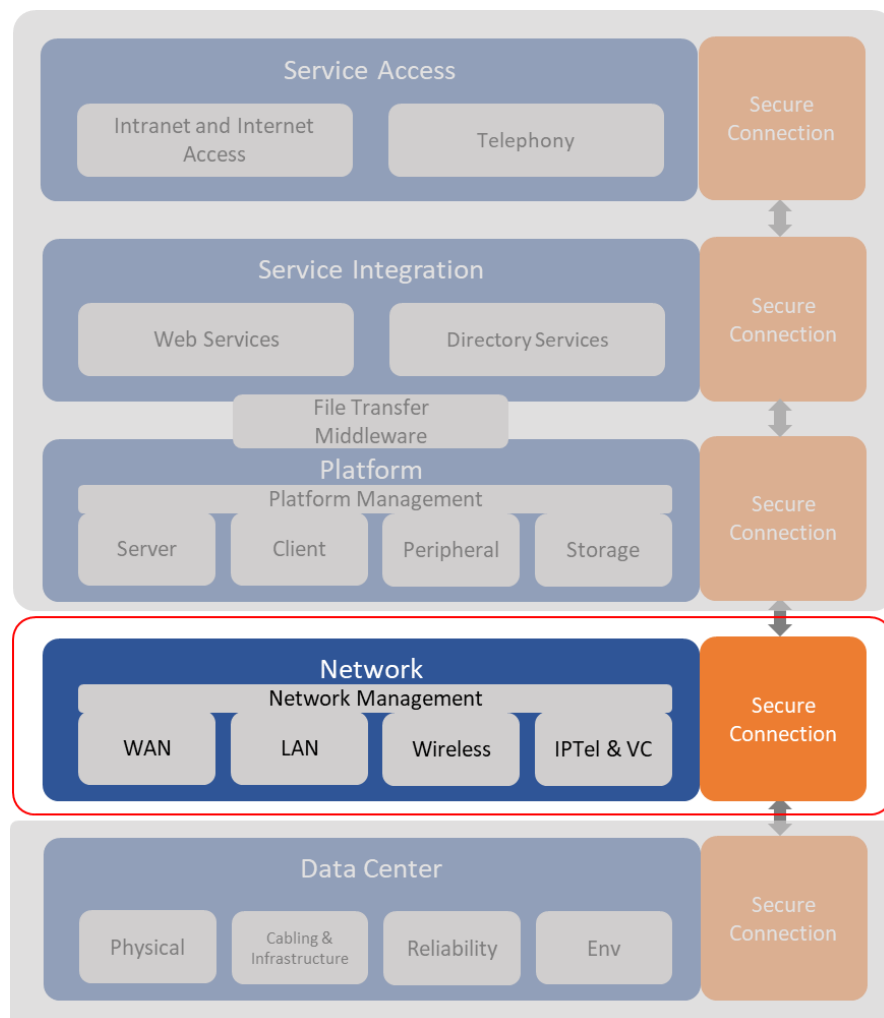 Service Access
Intranet and Internet
Access
Telephony
Secure
Connection
Service Integration
Web Services
Directory Services
Secure
Connection
File Transfer
Middleware
Platform
Platform Management
Server
Client
Peripheral
Storage
Secure
Connection
Network
Network Management
WAN
LAN
Wireless
IPTel & VC
Secure
Connection
Data Center
Physical
Cabling &
Infrastructure
Reliability
Env
Secure
Connection